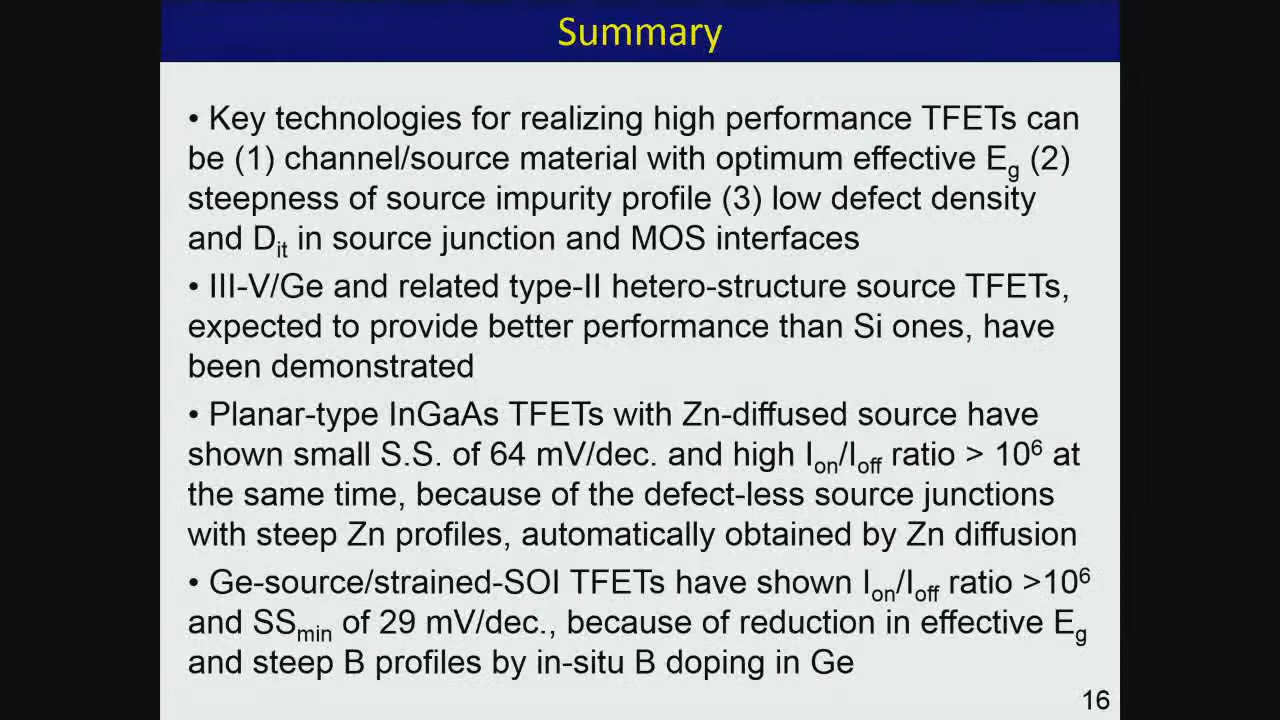 Summary
• Key technologies for realizing high performance TFETs can
be (1) channel/source material with optimum effective Eg (2)
steepness of source impurity profile (3) low defect density
and Dit in source junction and MOS interfaces
• III-V/Ge and related type-II hetero-structure source TFETs,
expected to provide better performance than Si ones, have
been demonstrated
• Planar-type InGaAs TFETs with Zn-diffused source have
shown small S.S. of 64 mV/dec. and high Ion/Ioff ratio > 10⁶ at
the same time, because of the defect-less source junctions
with steep Zn profiles, automatically obtained by Zn diffusion
• Ge-source/strained-SOI TFETs have shown Ion/Ioff ratio >10⁶
and SSmin of 29 mV/dec., because of reduction in effective Eg
and steep B profiles by in-situ B doping in Ge
16